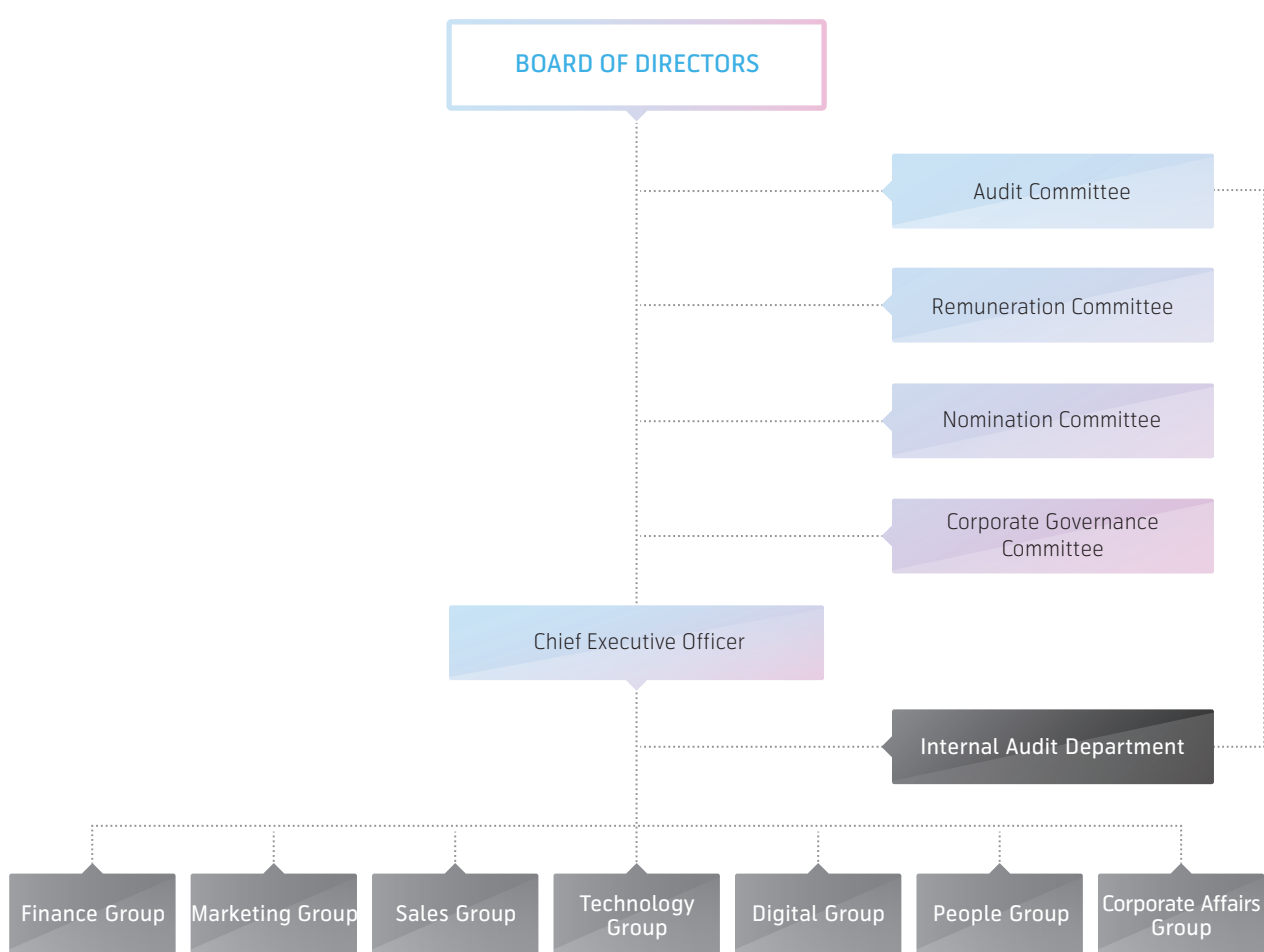 BOARD OF DIRECTORS
Audit Committee
Remuneration Committee
Nomination Committee
Corporate Governance
Committee
Chief Executive Officer
Internal Audit Department
Finance Group
Marketing Group
Sales Group
Technology
Group
Digital Group
People Group
Corporate Affairs
Group